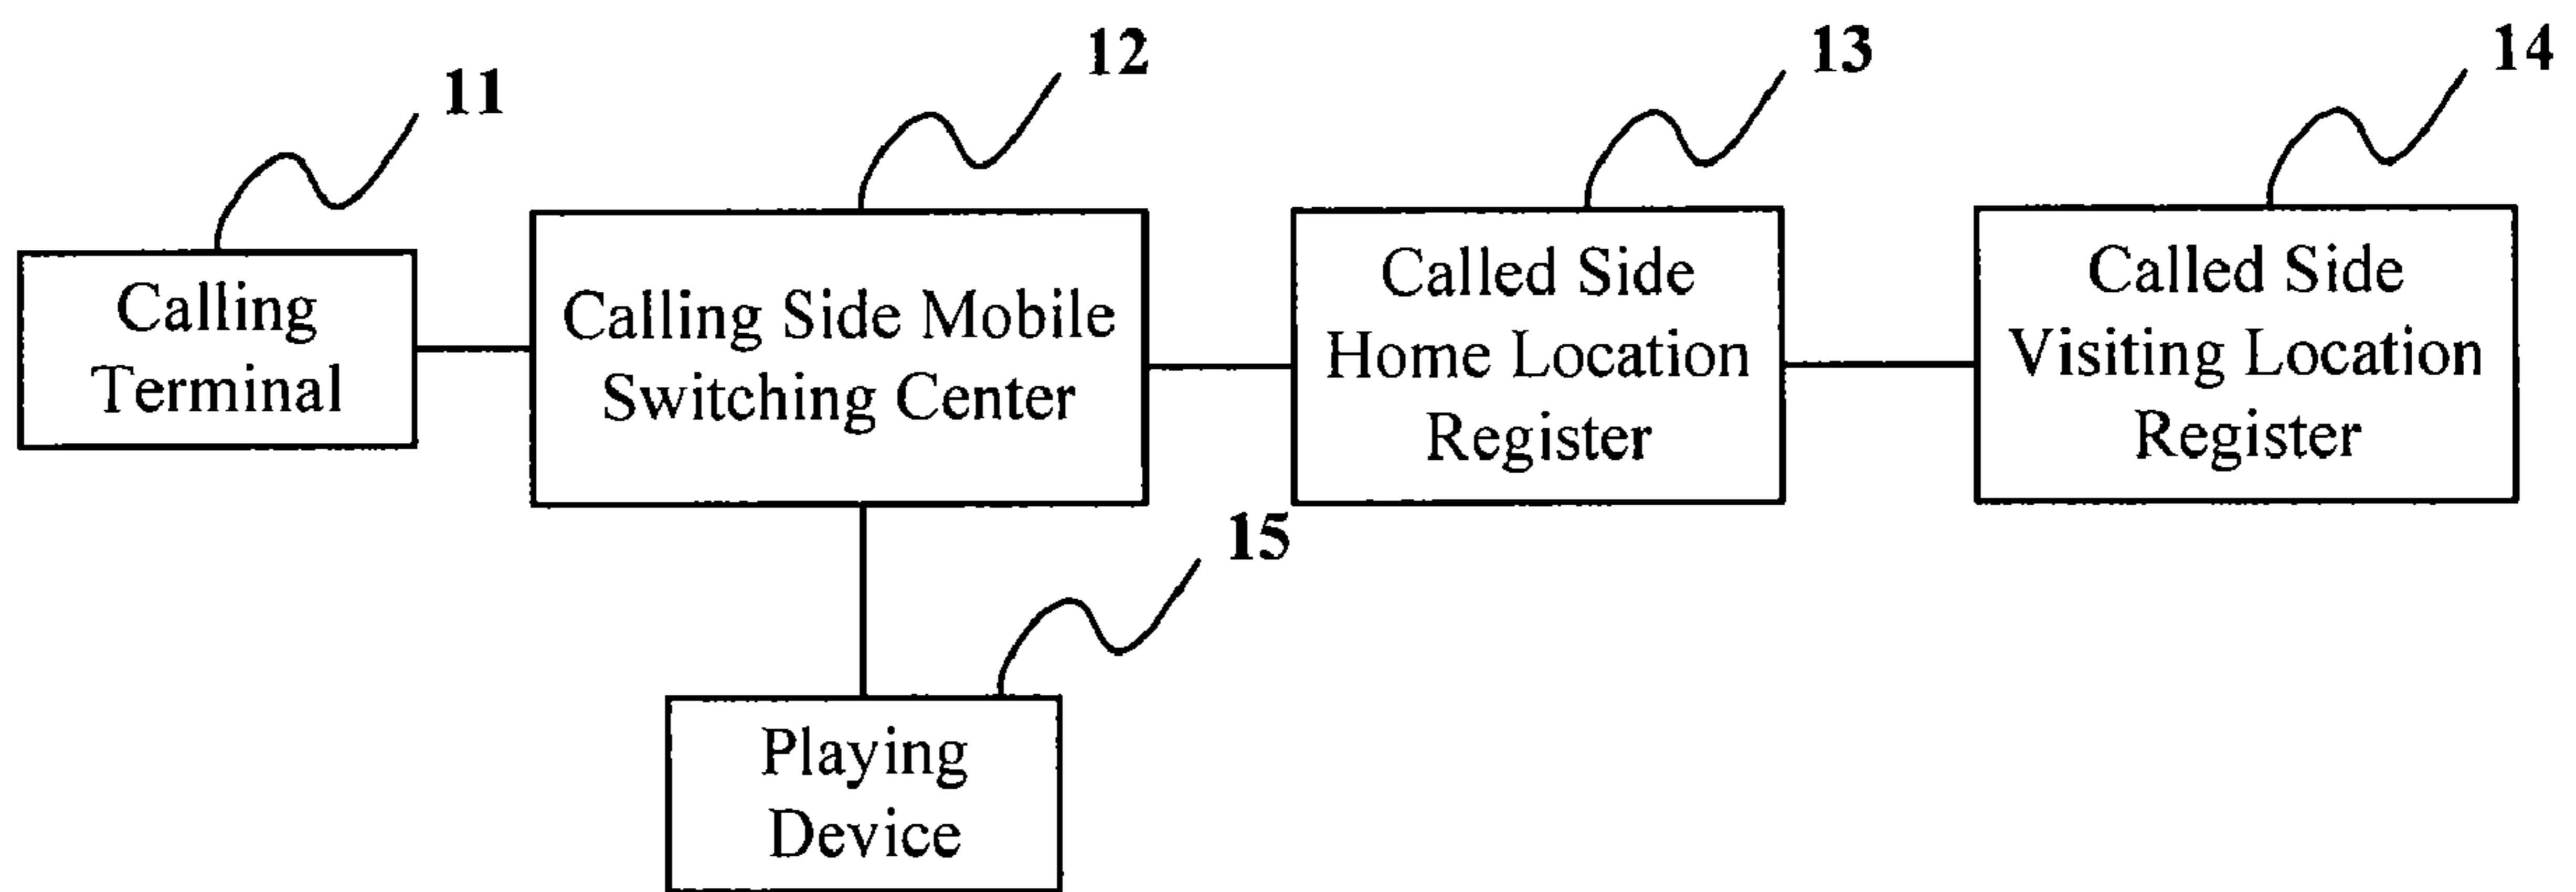 11
12
13
14
Calling
Terminal
Calling Side Mobile
Switching Center
Called Side
Home Location
Register
Called Side
Visiting Location
Register
15
Playing
Device